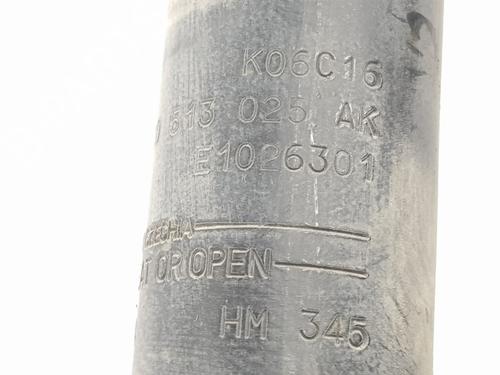 K06C16
513 025 AK
E1026301
OR OPEN
HM 345